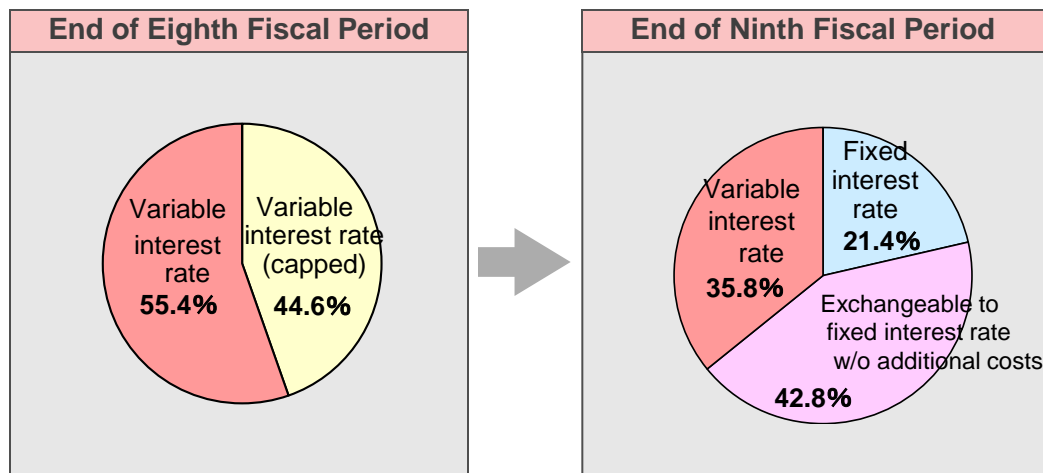 End of Eighth Fiscal Period
Variable
interest
rate
55.4%
Variable
interest rate
(capped)
44.6%
End of Ninth Fiscal Period
Variable
interest
rate
35.8%
Fixed
interest
rate
21.4%
Exchangeable to
fixed interest rate
w/o additional costs
42.8%